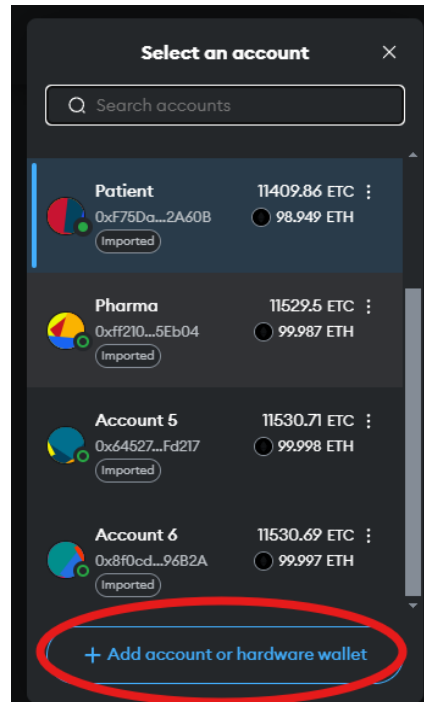 Select an account
Search accounts
Patient 11409.86 ETC
0xF75Da...2A60B 98.949 ETH
Imported
Pharma 11529.5 ETC
0xff210...5Eb04 99.987 ETH
Imported
Account 5 11530.71 ETC
0x64527...Fd217 99.998 ETH
Imported
Account 6 11530.69 ETC
0x8f0cd...96B2A 99.997 ETH
Imported
+ Add account or hardware wallet